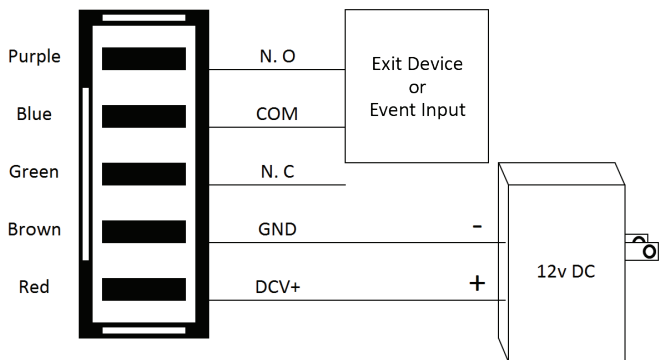 Purple N. O
Exit Device
or
Event Input
Blue COM
Green N. C
Brown GND -
Red DCV+ +
12v DC